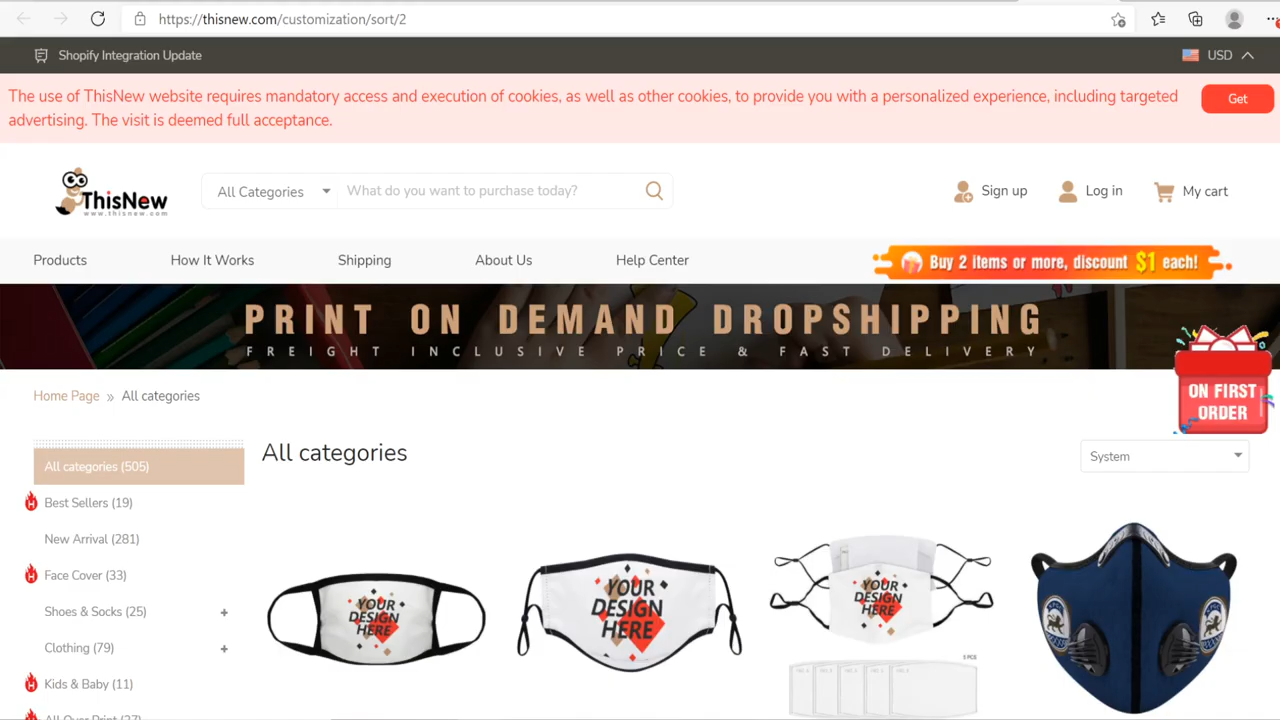 https://thisnew.com/customization/sort/2
Shopify Integration Update
USD
The use of ThisNew website requires mandatory access and execution of cookies, as well as other cookies, to provide you with a personalized experience, including targeted
advertising. The visit is deemed full acceptance.
Get
ThisNew
www.thisnew.com
All Categories
What do you want to purchase today?
Sign up
Log in
My cart
Products
How It Works
Shipping
About Us
Help Center
Buy 2 items or more, discount $1 each!
PRINT ON DEMAND DROPSHIPPING
FREIGHT INCLUSIVE PRICE & FAST DELIVERY
ON FIRST
ORDER
Home Page » All categories
All categories
System
All categories (505)
Best Sellers (19)
New Arrival (281)
Face Cover (33)
Shoes & Socks (25) +
Clothing (79) +
Kids & Baby (11)
All Over Print (27)
YOUR
DESIGN
HERE
YOUR
DESIGN
HERE
YOUR
DESIGN
HERE
5 PCE